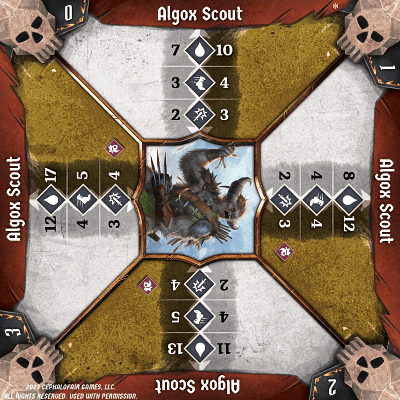 0
Algox Scout
7 10
3 4
2 3
1
Algox Scout
8 12
4 4
2 3
2
Algox Scout
11 13
4 5
2 4
3
Algox Scout
12 17
4 5
3 4
2023 CEPHALOFAIR GAMES, LLC.
ALL RIGHTS RESERVED. USED WITH PERMISSION.